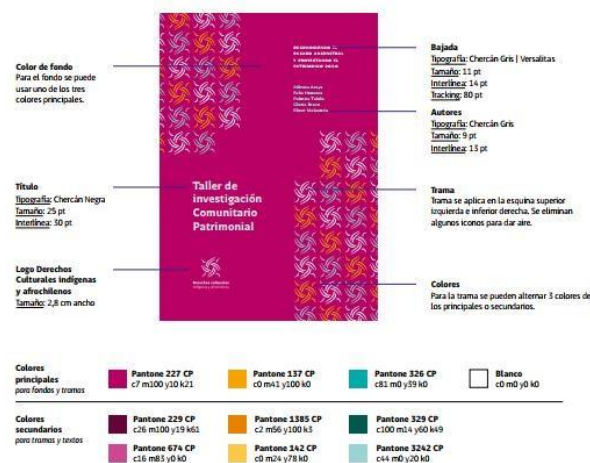 Color de fondo
Para el fondo se puede
usar uno de los tres
colores principales.
Título
Tipografía: Chercán Negra
Tamaño: 25 pt
Interlínea: 30 pt
Logo Derechos
Culturales indígenas
y afrochilenos
Tamaño: 2,8 cm ancho
PATRIMONIO
Taller de
investigación
Comunitario
Patrimonial
Derechos culturales
Bajada
Tipografía: Chercán Gris | Versalitas
Tamaño: 11 pt
Interlínea: 14 pt
Tracking: 80 pt
Autores
Tipografía: Chercán Gris
Tamaño: 9 pt
Interlínea: 13 pt
Trama
Trama se aplica en la esquina superior
izquierda e inferior derecha. Se eliminan
algunos iconos para dar aire.
Colores
Para la trama se pueden alternar 3 colores de
los principales o secundarios.
Colores
principales
para fondos y tramas
Pantone 227 CP
c7 m100 y10 k21
Pantone 137 CP
c0 m41 y100 k0
Pantone 326 CP
c81 m0 y39 k0
Blanco
c0 m0 y0 k0
Colores
secundarios
para tramas y textos
Pantone 229 CP
c26 m100 y19 k61
Pantone 1385 CP
c2 m56 y100 k3
Pantone 329 CP
c100 m14 y60 k49
Pantone 674 CP
c16 m83 y0 k0
Pantone 142 CP
c0 m24 y78 k0
Pantone 3242 CP
c44 m0 y20 k0